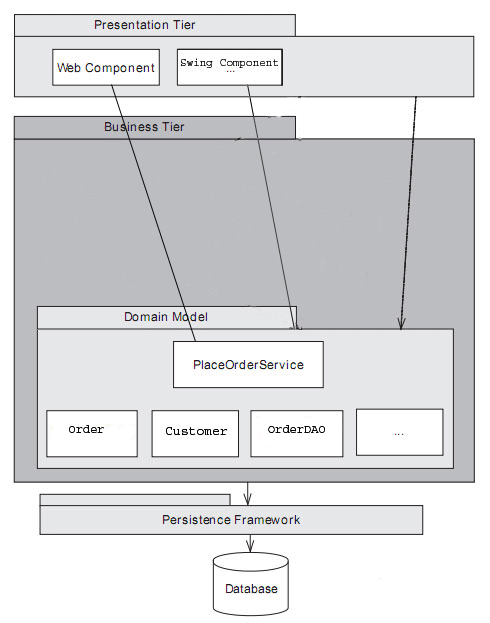 Presentation Tier
Web Component
Swing Component
...
Business Tier
Domain Model
PlaceOrderService
Order
Customer
OrderDAO
...
Persistence Framework
Database